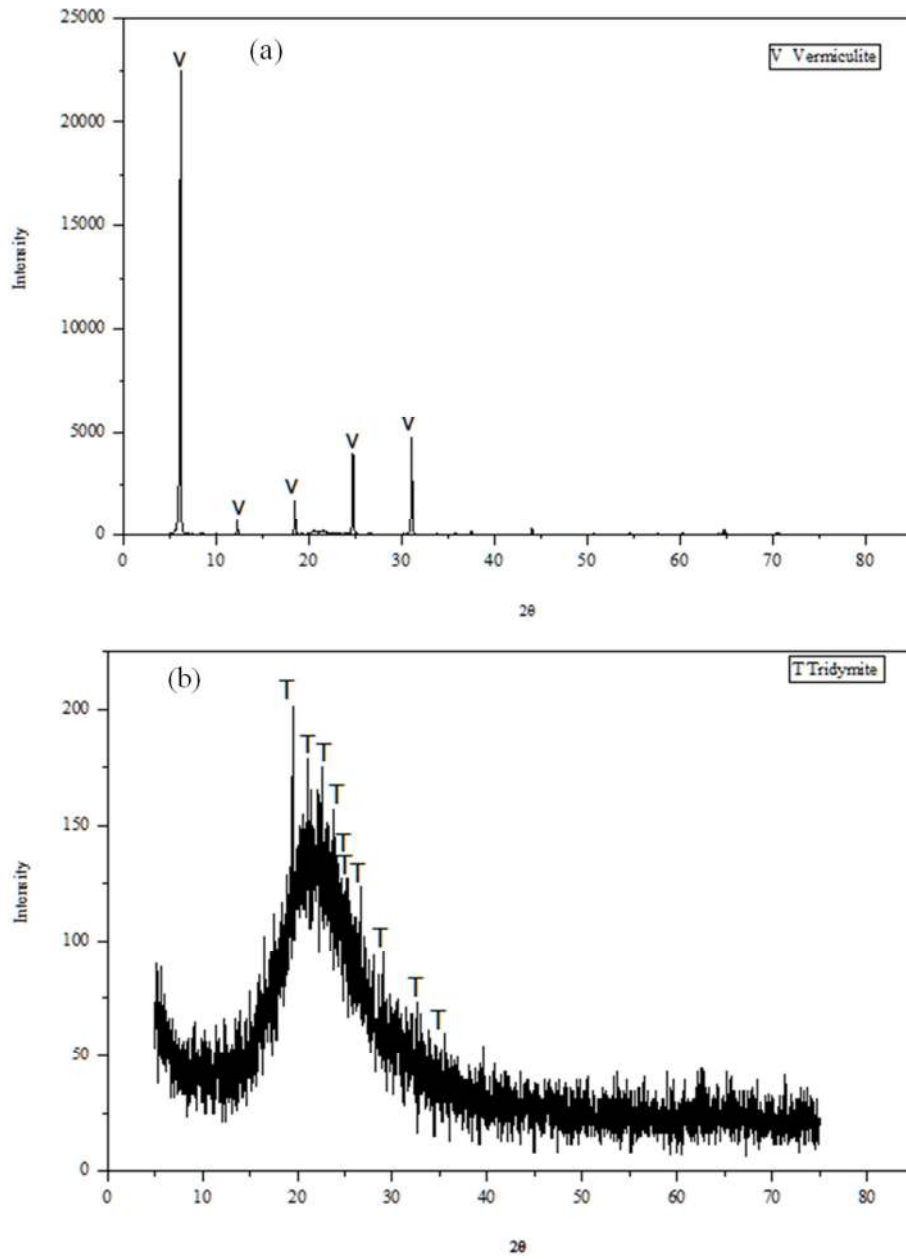 25000
(a)
V Vermiculite
V
20000
15000
Intensity
10000
5000
V
V
V
V
0
0 10 20 30 40 50 60 70 80
2θ
(b)
T Tridymite
T
200
T T
T
150
T
T T
Intensity
100
T
T
T
50
0
0 10 20 30 40 50 60 70 80
2θ